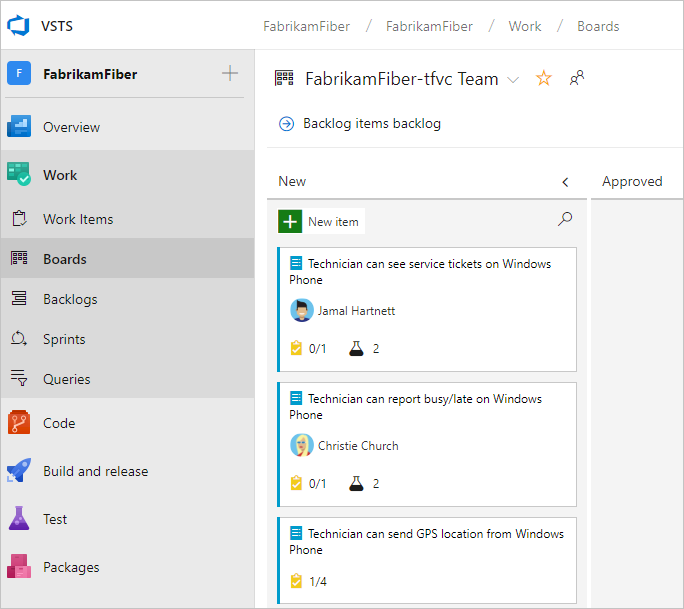 VSTS
FabrikamFiber / FabrikamFiber / Work / Boards
F FabrikamFiber
Overview
Work
Work Items
Boards
Backlogs
Sprints
Queries
Code
Build and release
Test
Packages
FabrikamFiber-tfvc Team
Backlog items backlog
New
Approved
New item
Technician can see service tickets on Windows
Phone
Jamal Hartnett
0/1 2
Technician can report busy/late on Windows
Phone
Christie Church
0/1 2
Technician can send GPS location from Windows
Phone
1/4